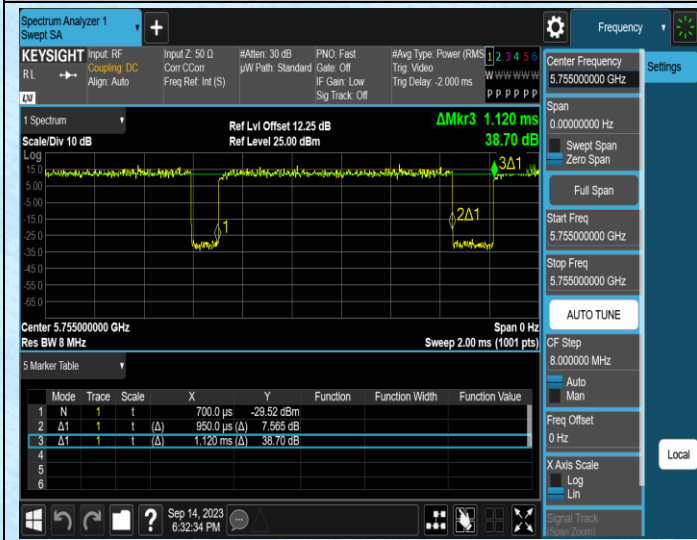 Spectrum Analyzer 1
Swept SA
Frequency
KEYSIGHT
RL
LXI
Input: RF
Coupling: DC
Align: Auto
Input Z: 50 Ω
Corr CCorr
Freq Ref: Int (S)
#Atten: 30 dB
µW Path: Standard
PNO: Fast
Gate: Off
IF Gain: Low
Sig Track: Off
#Avg Type: Power (RMS
Trig: Video
Trig Delay: -2.000 ms
1 2 3 4 5 6
W W W W W W
P P P P P P
1 Spectrum
Scale/Div 10 dB
Log
Ref Lvl Offset 12.25 dB
Ref Level 25.00 dBm
ΔMkr3 1.120 ms
38.70 dB
15.0
5.00
-5.00
-15.0
-25.0
-35.0
-45.0
-55.0
-65.0
1
2Δ1
3Δ1
Center 5.755000000 GHz
Res BW 8 MHz
Span 0 Hz
Sweep 2.00 ms (1001 pts)
5 Marker Table
Mode Trace Scale X Y Function Function Width Function Value
1 N 1 t 700.0 µs -29.52 dBm
2 Δ1 1 t (Δ) 950.0 µs (Δ) 7.565 dB
3 Δ1 1 t (Δ) 1.120 ms (Δ) 38.70 dB
4
5
6
?
Sep 14, 2023
6:32:34 PM
Center Frequency
5.755000000 GHz
Span
0.00000000 Hz
Swept Span
Zero Span
Full Span
Start Freq
5.755000000 GHz
Stop Freq
5.755000000 GHz
AUTO TUNE
CF Step
8.000000 MHz
Auto
Man
Freq Offset
0 Hz
X Axis Scale
Log
Lin
Signal Track
(Span Zoom)
Settings
Local